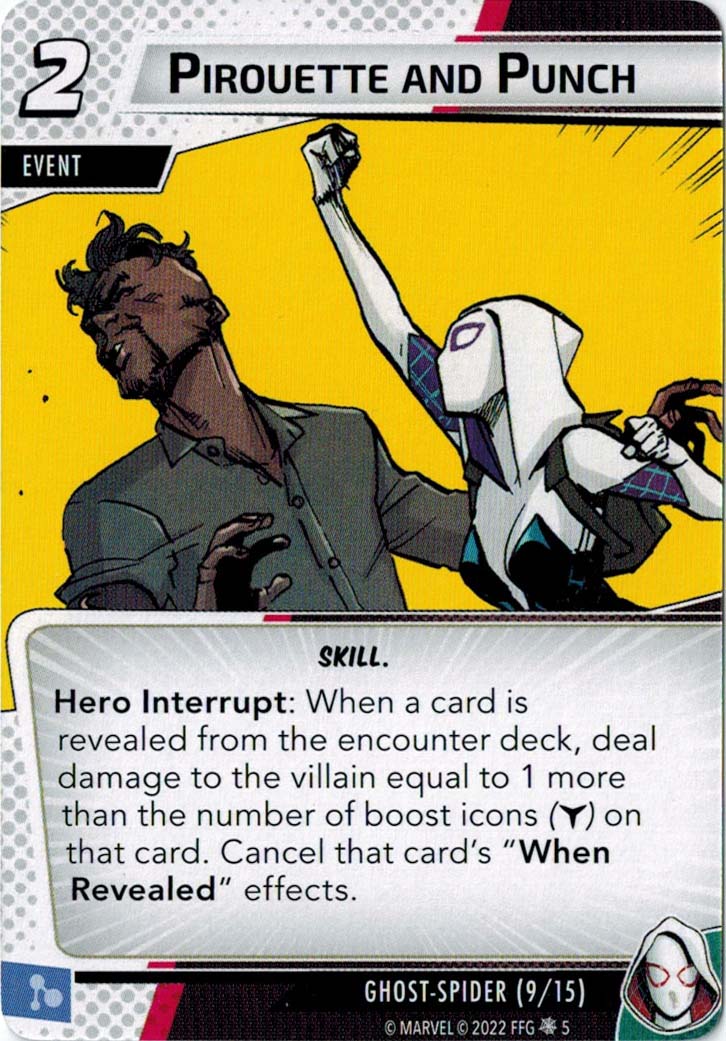 2
PIROUETTE AND PUNCH
EVENT
SKILL.
Hero Interrupt: When a card is
revealed from the encounter deck, deal
damage to the villain equal to 1 more
than the number of boost icons () on
that card. Cancel that card's "When
Revealed" effects.
GHOST-SPIDER (9/15)
© MARVEL © 2022 FFG 5